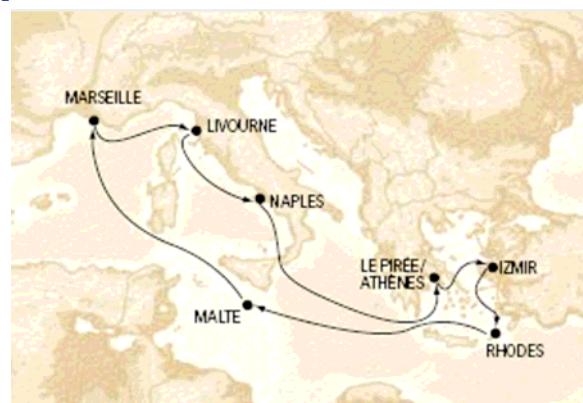 MARSEILLE
LIVOURNE
NAPLES
LE PIRÉE/
ATHÈNES
IZMIR
MALTE
RHODES